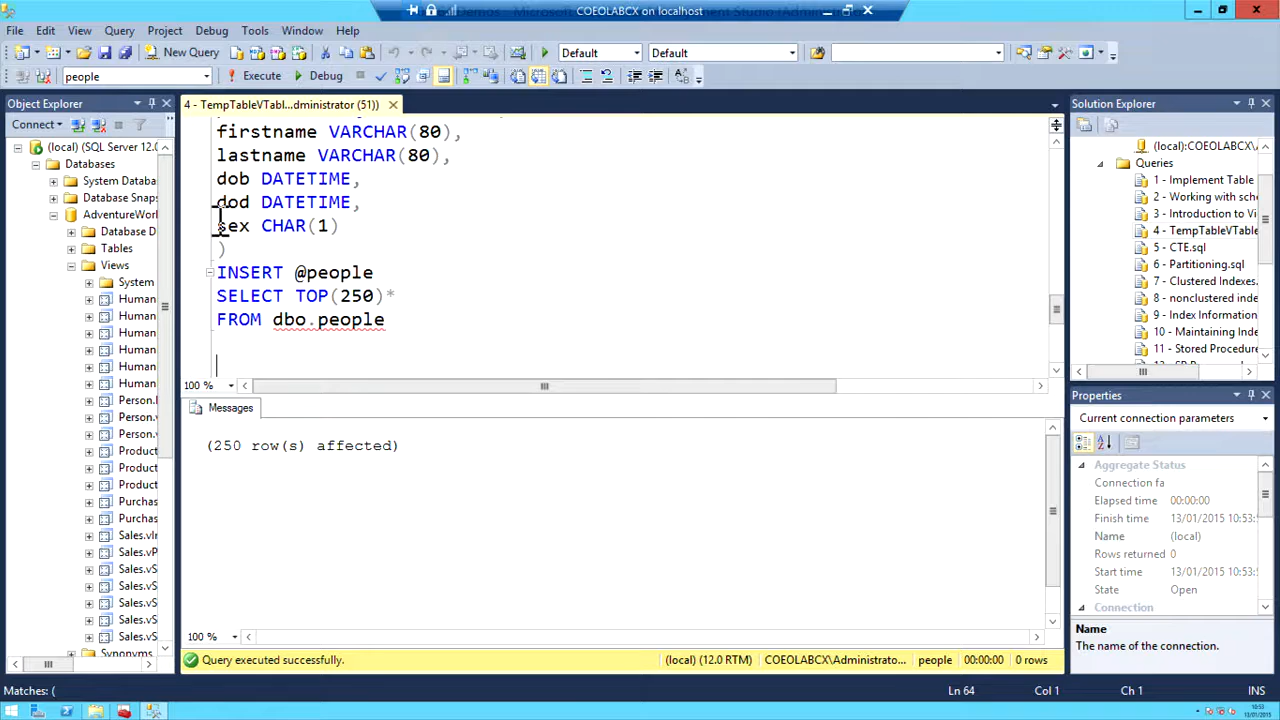 COEOLABCX on localhost
File Edit View Query Project Debug Tools Window Help
New Query Default Default
people Execute Debug
Object Explorer
Connect
(local) (SQL Server 12.0
Databases
System Databa
Database Snaps
AdventureWor
Database D
Tables
Views
System
Human
Human
Human
Human
Human
Human
Person.
Person.v
Person.v
Product
Product
Product
Purchas
Purchas
Sales.vIr
Sales.vP
Sales.vS
Sales.vS
Sales.vS
Sales.vS
Sales.vS
Synonyms
4 - TempTableVTabl...dministrator (51))
firstname VARCHAR(80),
lastname VARCHAR(80),
dob DATETIME,
dod DATETIME,
sex CHAR(1)
)
INSERT @people
SELECT TOP(250)*
FROM dbo.people
100 %
Messages
(250 row(s) affected)
100 %
Query executed successfully. (local) (12.0 RTM) COEOLABCX\Administrato... people 00:00:00 0 rows
Solution Explorer
(local):COEOLABCX\
Queries
1 - Implement Table
2 - Working with sch
3 - Introduction to Vi
4 - TempTableVTable
5 - CTE.sql
6 - Partitioning.sql
7 - Clustered Indexes.
8 - nonclustered inde
9 - Index Information
10 - Maintaining Inde
11 - Stored Procedure
Properties
Current connection parameters
Aggregate Status
Connection fa
Elapsed time 00:00:00
Finish time 13/01/2015 10:53:
Name (local)
Rows returned 0
Start time 13/01/2015 10:53:
State Open
Connection
Name
The name of the connection.
Matches: ( Ln 64 Col 1 Ch 1 INS
10:53
13/01/2015